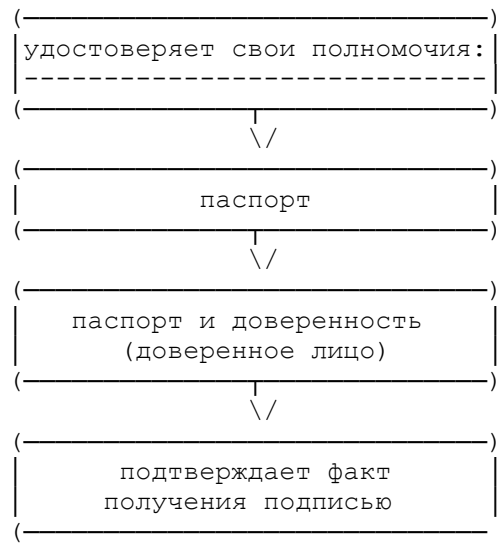 удостоверяет свои полномочия:
паспорт
паспорт и доверенность
(доверенное лицо)
подтверждает факт
получения подписью